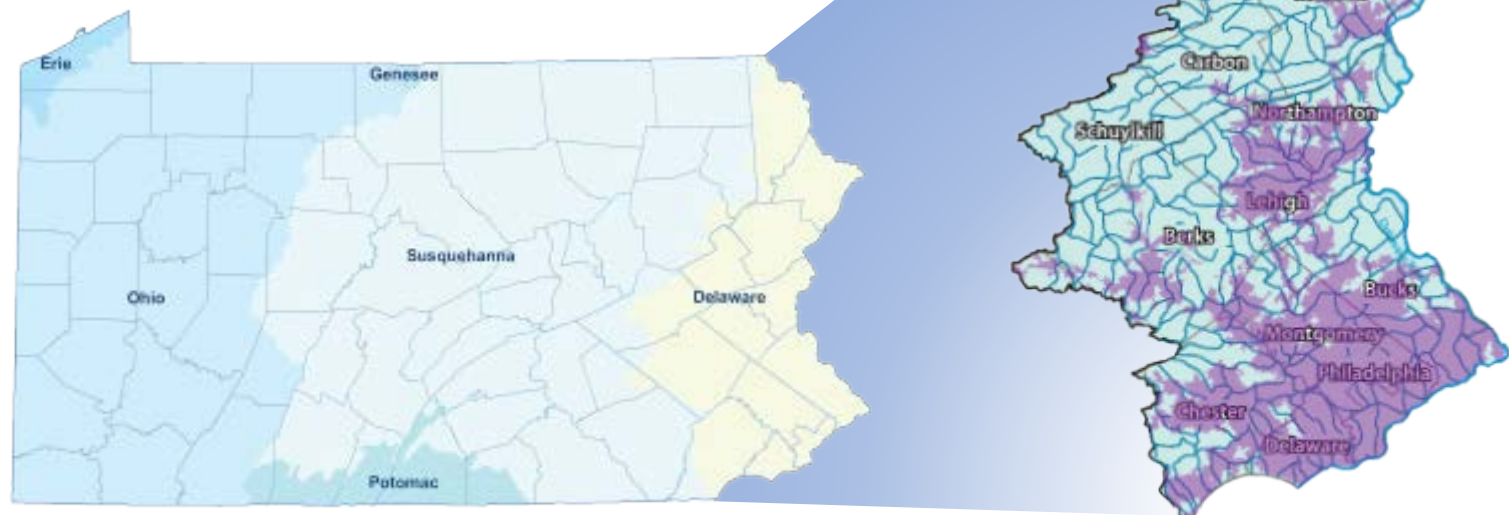 Erie
Genesee
Susquehanna
Ohio
Delaware
Potomac
Carbon
Northampton
Schuylkill
Lehigh
Berks
Bucks
Montgomery
Philadelphia
Chester
Delaware